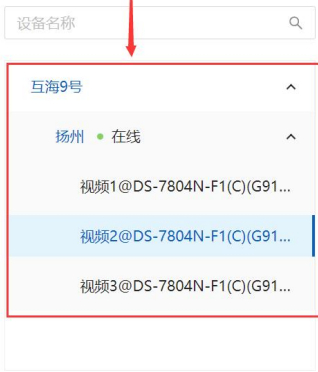 设备名称
互海9号
扬州 在线
视频1@DS-7804N-F1(C)(G91...
视频2@DS-7804N-F1(C)(G91...
视频3@DS-7804N-F1(C)(G91...